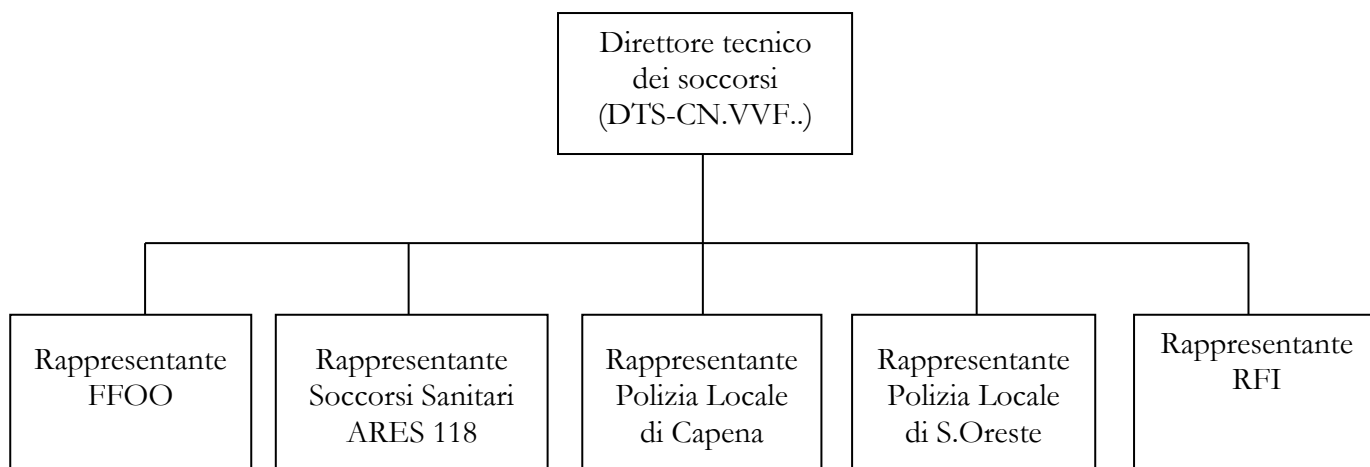 Direttore tecnico
dei soccorsi
(DTS-CN.VVF..)
Rappresentante
FFOO
Rappresentante
Soccorsi Sanitari
ARES 118
Rappresentante
Polizia Locale
di Capena
Rappresentante
Polizia Locale
di S.Oreste
Rappresentante
RFI